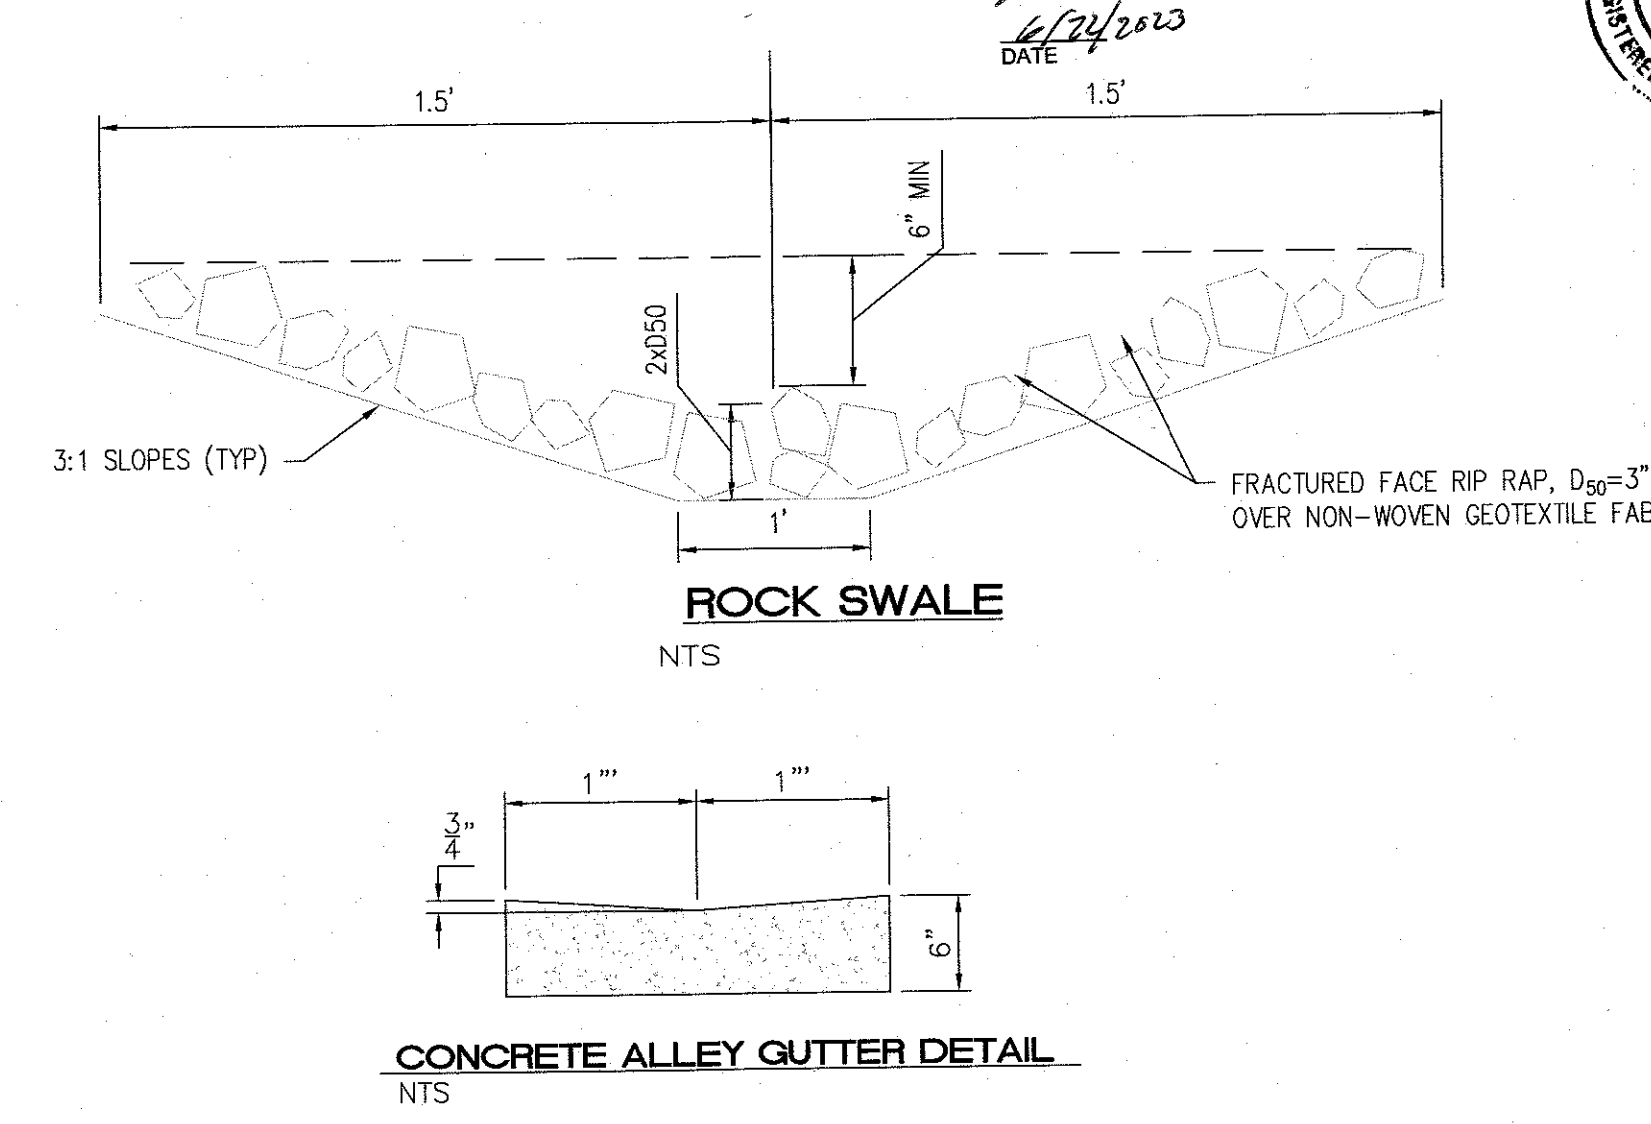 6/22/2023
DATE
1.5'
1.5'
6" MIN
2xD50
3:1 SLOPES (TYP)
FRACTURED FACE RIP RAP, D50=3"
OVER NON-WOVEN GEOTEXTILE FAB
1'
ROCK SWALE
NTS
1"'
1"'
3/4"
6"
CONCRETE ALLEY GUTTER DETAIL
NTS